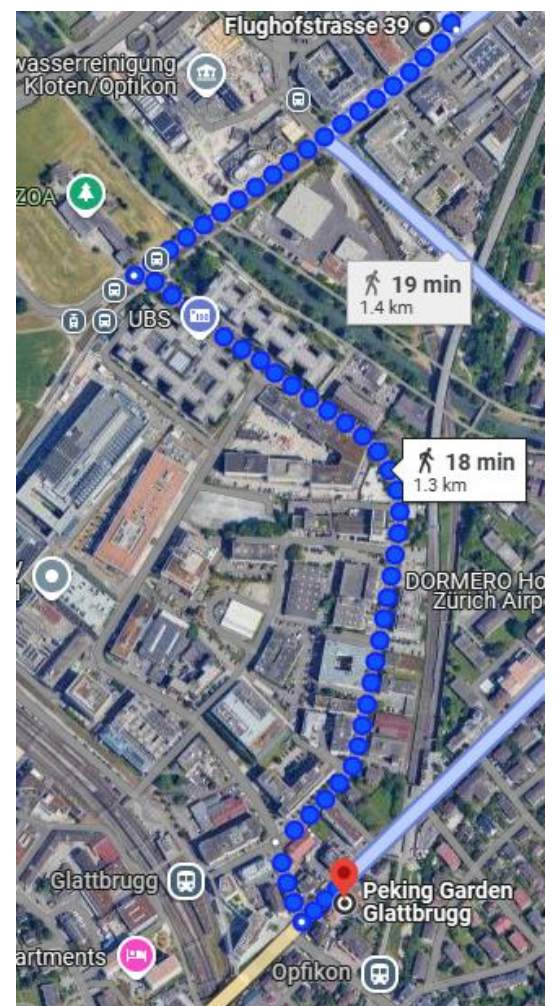 Flughofstrasse 39
wasserreinigung
Kloten/Opfikon
ZOA
19 min
1.4 km
UBS
18 min
1.3 km
DORMERO Ho
Zürich Airp
Glattbrugg
Peking Garden
Glattbrugg
artments
Opfikon